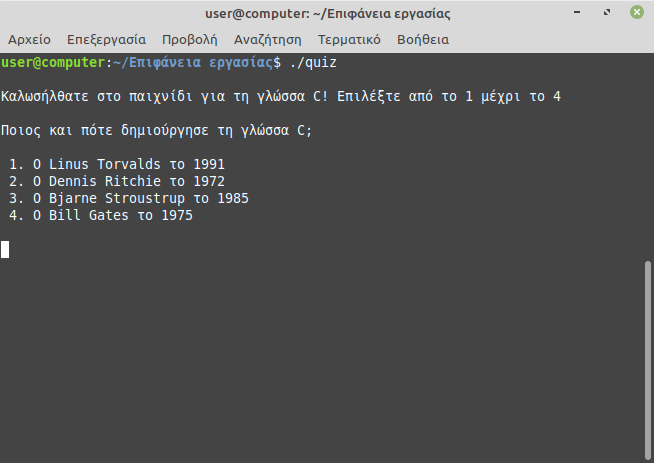 user@computer: ~/Επιφάνεια εργασίας
Αρχείο Επεξεργασία Προβολή Αναζήτηση Τερματικό Βοήθεια
user@computer:~/Επιφάνεια εργασίας$ ./quiz
Καλωσήλθατε στο παιχνίδι για τη γλώσσα C! Επιλέξτε από το 1 μέχρι το 4
Ποιος και πότε δημιούργησε τη γλώσσα C;
1. Ο Linus Torvalds το 1991
2. Ο Dennis Ritchie το 1972
3. Ο Bjarne Stroustrup το 1985
4. Ο Bill Gates το 1975